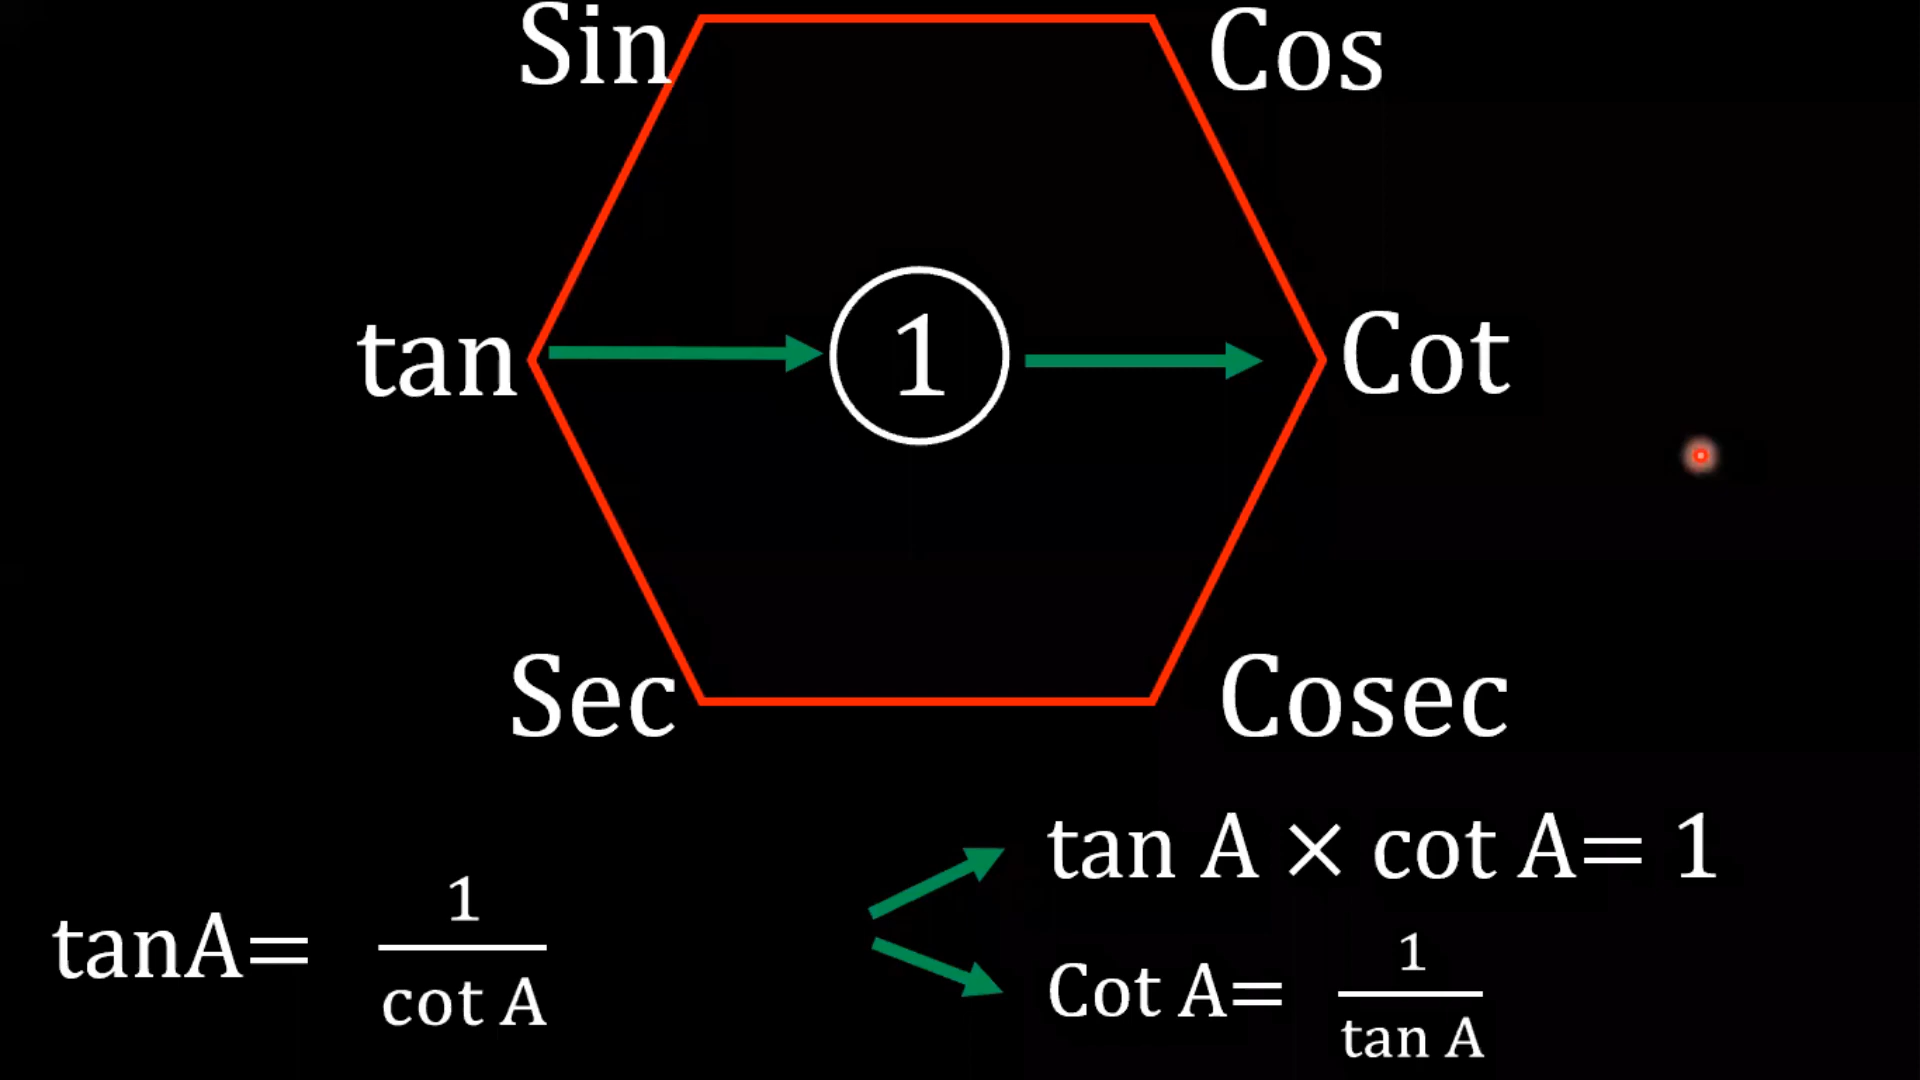 Sin Cos
tan 1 Cot
Sec Cosec
tan A × cot A= 1
tanA= 1/cot A
Cot A= 1/tan A